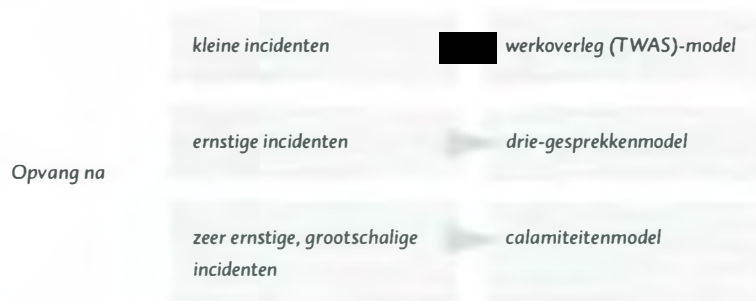 kleine incidenten
werkoverleg (TWAS)-model
ernstige incidenten
drie-gesprekkenmodel
Opvang na
zeer ernstige, grootschalige
incidenten
calamiteitenmodel